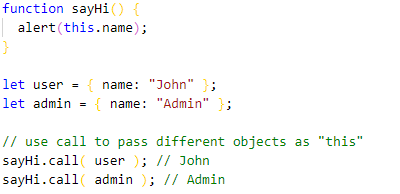 function sayHi() {
  alert(this.name);
}

let user = { name: "John" };
let admin = { name: "Admin" };

// use call to pass different objects as "this"
sayHi.call( user ); // John
sayHi.call( admin ); // Admin